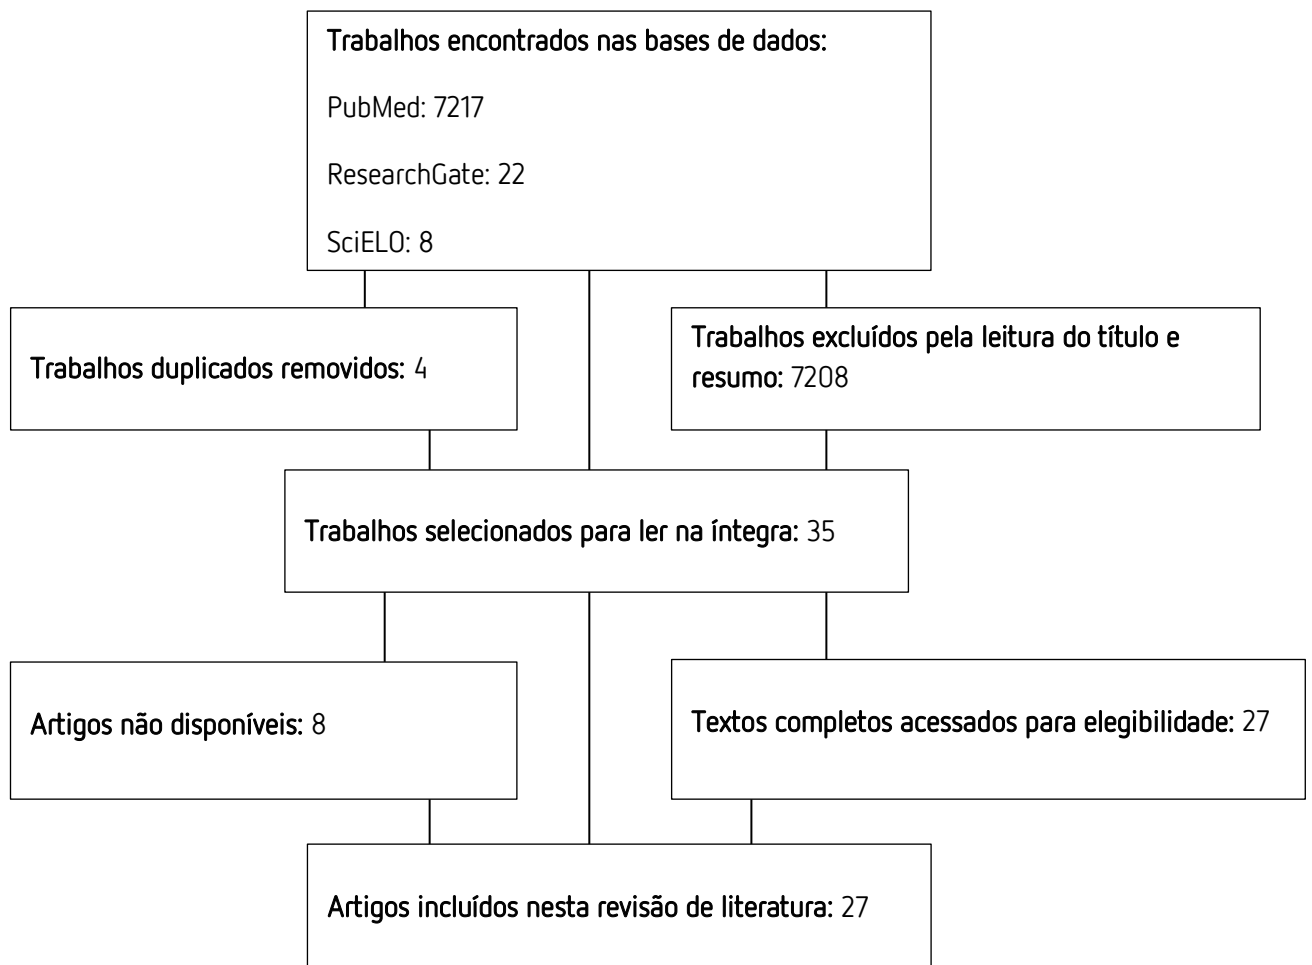 Trabalhos encontrados nas bases de dados:
PubMed: 7217
ResearchGate: 22
SciELO: 8
Trabalhos duplicados removidos: 4
Trabalhos excluídos pela leitura do título e
resumo: 7208
Trabalhos selecionados para ler na íntegra: 35
Artigos não disponíveis: 8
Textos completos acessados para elegibilidade: 27
Artigos incluídos nesta revisão de literatura: 27